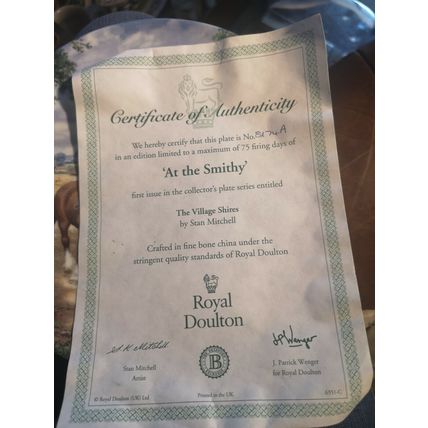 Certificate of Authenticity
We hereby certify that this plate is No.
in an edition limited to a maximum of 75 firing days of
'At the Smithy'
first issue in the collector's plate series entitled
The Village Shires
by Stan Mitchell
Crafted in fine bone china under the
stringent quality standards of Royal Doulton
Royal
Doulton
S. K. Mitchell
Stan Mitchell
Artist
B
J P Wenger
J. Patrick Wenger
for Royal Doulton
© Royal Doulton (UK) Ltd
Printed in the UK
6551-C